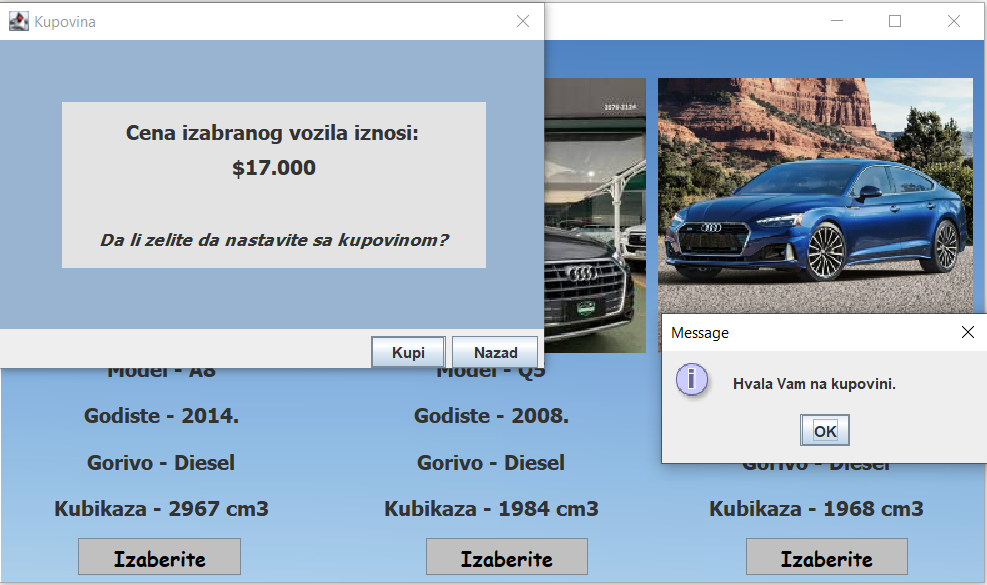 Kupovina
Cena izabranog vozila iznosi:
$17.000
Da li zelite da nastavite sa kupovinom?
Kupi
Nazad
Message
Hvala Vam na kupovini.
OK
Model - A8
Godiste - 2014.
Gorivo - Diesel
Kubikaza - 2967 cm3
Izaberite
Model - Q5
Godiste - 2008.
Gorivo - Diesel
Kubikaza - 1984 cm3
Izaberite
Gorivo - Diesel
Kubikaza - 1968 cm3
Izaberite